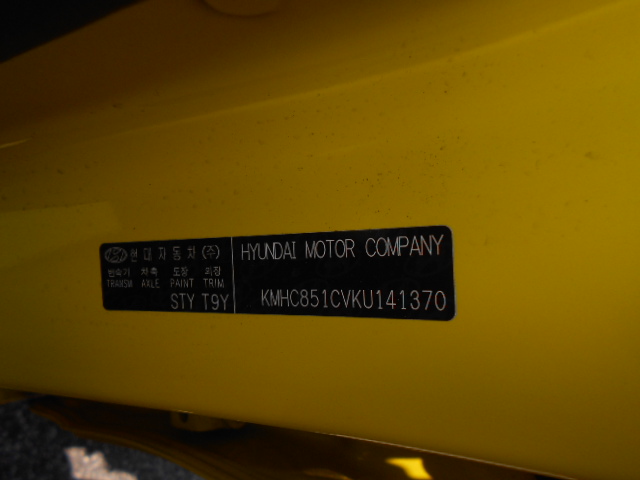 현대자동차(주)
변속기 차축 도장 외장
TRANSM AXLE PAINT TRIM
STY T9Y
HYUNDAI MOTOR COMPANY
KMHC851CVKU141370